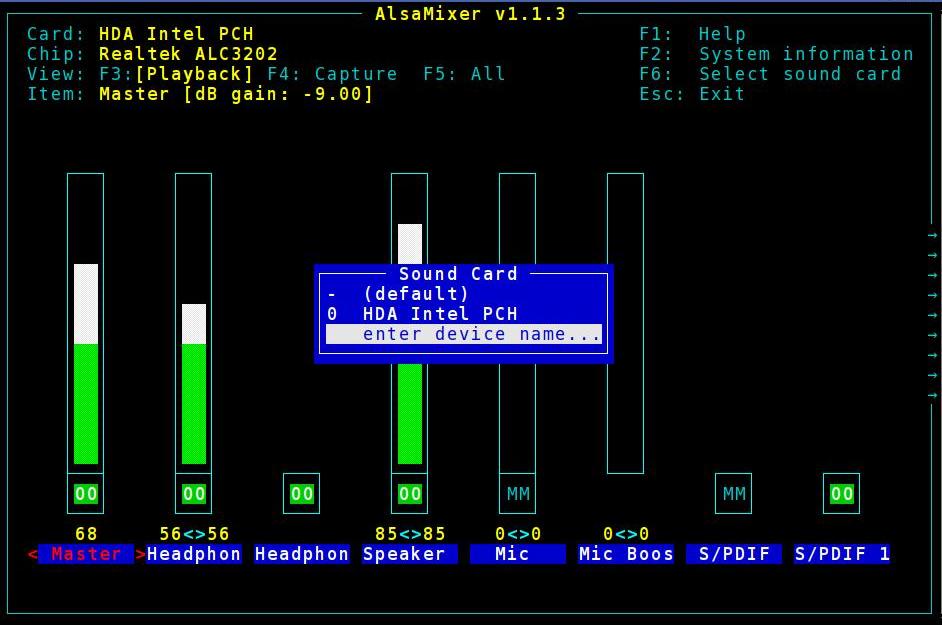 AlsaMixer v1.1.3
Card: HDA Intel PCH F1: Help
Chip: Realtek ALC3202 F2: System information
View: F3:[Playback] F4: Capture F5: All F6: Select sound card
Item: Master [dB gain: -9.00] Esc: Exit
Sound Card
- (default)
0 HDA Intel PCH
enter device name...
OO OO OO OO MM MM OO
68 56<>56 85<>85 0<>0 0<>0
< Master >Headphon Headphon Speaker Mic Mic Boos S/PDIF S/PDIF 1